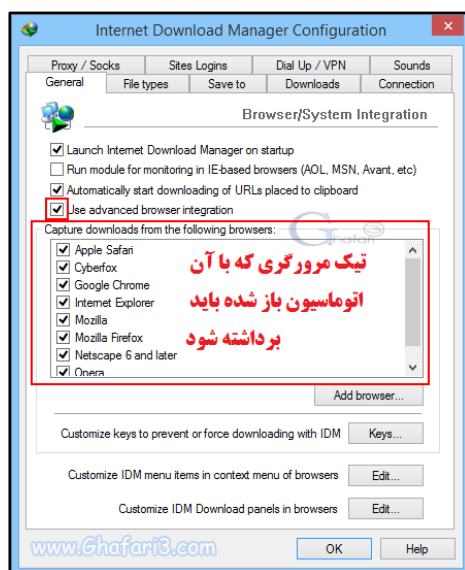 Internet Download Manager Configuration
Proxy / Socks Sites Logins Dial Up / VPN Sounds
General File types Save to Downloads Connection
Browser/System Integration
Launch Internet Download Manager on startup
Run module for monitoring in IE-based browsers (AOL, MSN, Avant, etc)
Automatically start downloading of URLs placed to clipboard
Use advanced browser integration
Capture downloads from the following browsers:
Ghafari3
Apple Safari
Cyberfox
Google Chrome
Internet Explorer
Mozilla
Mozilla Firefox
Netscape 6 and later
Opera
تیک مرورگری که با آن
اتوماسیون باز شده باید
برداشته شود
Add browser...
Customize keys to prevent or force downloading with IDM Keys...
Customize IDM menu items in context menu of browsers Edit...
Customize IDM Download panels in browsers Edit...
www.Ghafari3.com
OK Help